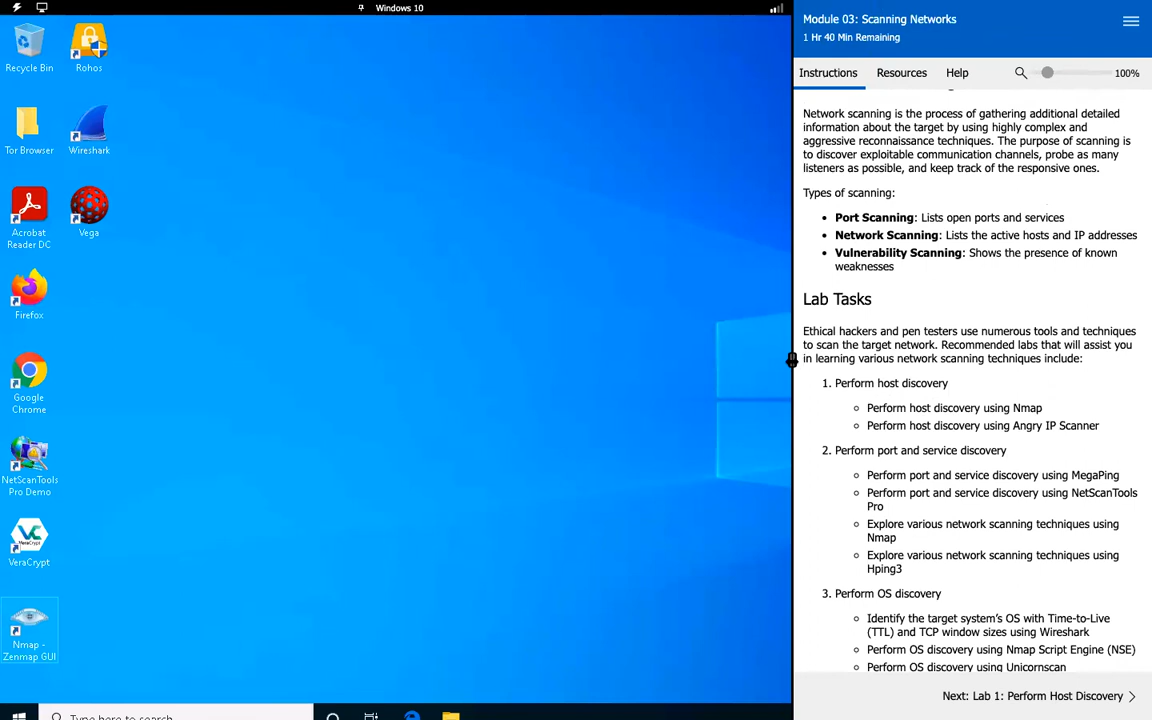 Windows 10
Recycle Bin
Rohos
Tor Browser
Wireshark
Acrobat
Reader DC
Vega
Firefox
Google
Chrome
NetScanTools
Pro Demo
VeraCrypt
VeraCrypt
Nmap -
Zenmap GUI
Type here to search
Module 03: Scanning Networks
1 Hr 40 Min Remaining
Instructions
Resources
Help
100%
Network scanning is the process of gathering additional detailed
information about the target by using highly complex and
aggressive reconnaissance techniques. The purpose of scanning is
to discover exploitable communication channels, probe as many
listeners as possible, and keep track of the responsive ones.
Types of scanning:
• Port Scanning: Lists open ports and services
• Network Scanning: Lists the active hosts and IP addresses
• Vulnerability Scanning: Shows the presence of known
weaknesses
Lab Tasks
Ethical hackers and pen testers use numerous tools and techniques
to scan the target network. Recommended labs that will assist you
in learning various network scanning techniques include:
1. Perform host discovery
Perform host discovery using Nmap
Perform host discovery using Angry IP Scanner
2. Perform port and service discovery
Perform port and service discovery using MegaPing
Perform port and service discovery using NetScanTools
Pro
Explore various network scanning techniques using
Nmap
Explore various network scanning techniques using
Hping3
3. Perform OS discovery
Identify the target system’s OS with Time-to-Live
(TTL) and TCP window sizes using Wireshark
Perform OS discovery using Nmap Script Engine (NSE)
Perform OS discovery using Unicornscan
Next: Lab 1: Perform Host Discovery